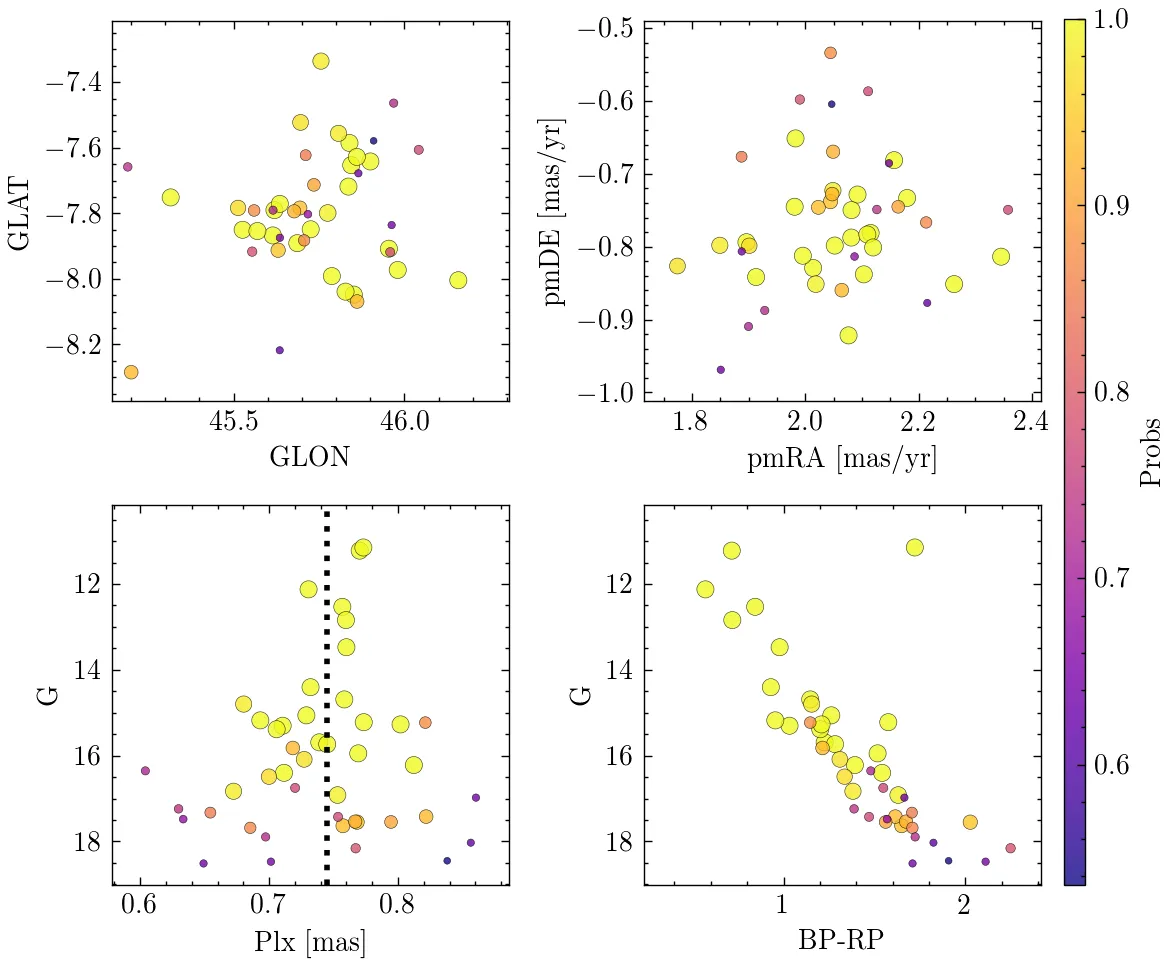 −7.4
−7.6
−7.8
−8.0
−8.2
GLAT
45.5 46.0
GLON
−0.5
−0.6
−0.7
−0.8
−0.9
−1.0
pmDE [mas/yr]
1.8 2.0 2.2 2.4
pmRA [mas/yr]
12
14
16
18
G
0.6 0.7 0.8
Plx [mas]
12
14
16
18
G
1 2
BP-RP
1.0
0.9
0.8
0.7
0.6
Probs